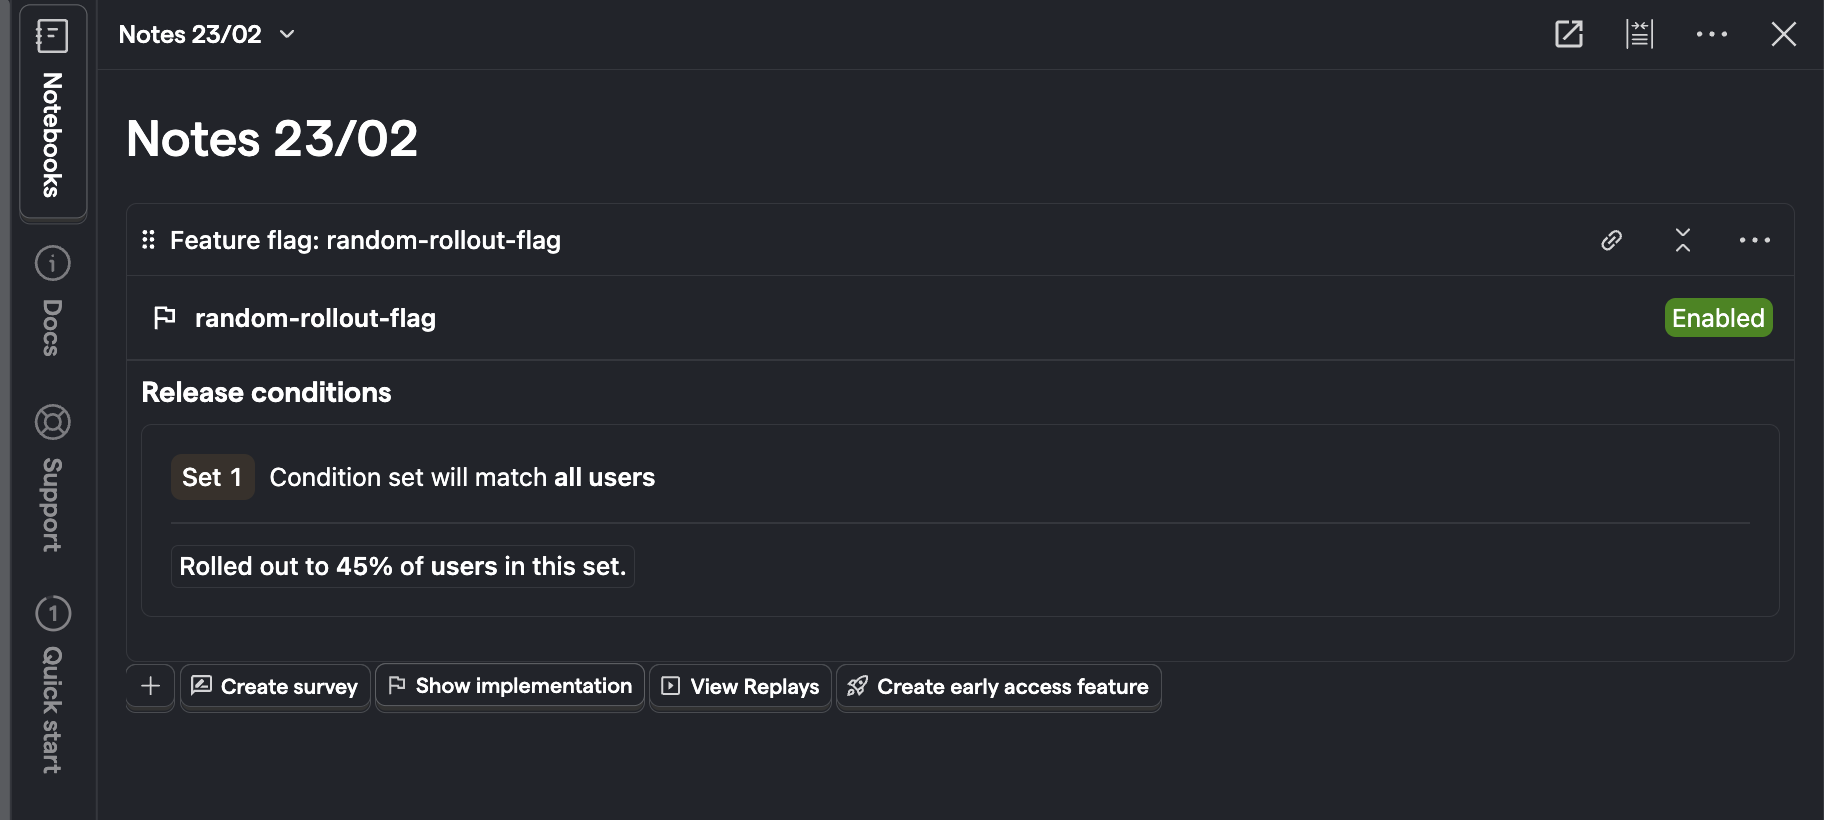 Notebooks
Docs
Support
1
Quick start
Notes 23/02
Notes 23/02
Feature flag: random-rollout-flag
random-rollout-flag
Enabled
Release conditions
Set 1 Condition set will match all users
Rolled out to 45% of users in this set.
Create survey
Show implementation
View Replays
Create early access feature